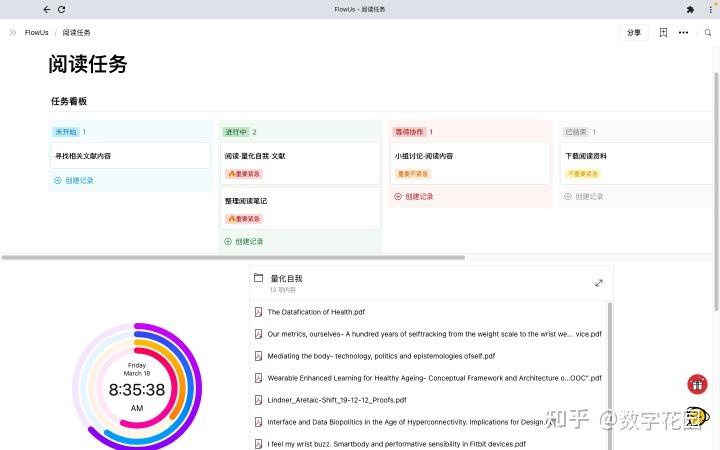 FlowUs - 阅读任务
FlowUs / 阅读任务
分享
阅读任务
任务看板
未开始 1
寻找相关文献内容
创建记录
进行中 2
阅读-量化自我-文献
🔥重要紧急
整理阅读笔记
🔥重要紧急
创建记录
等待协作 1
小组讨论-阅读内容
重要不紧急
创建记录
已结束 1
下载阅读资料
不重要紧急
创建记录
Friday
March 18
8:35:38
AM
量化自我
13 项内容
The Datafication of Health.pdf
Our metrics, ourselves- A hundred years of selftracking from the weight scale to the wrist we... vice.pdf
Mediating the body- technology, politics and epistemologies ofself.pdf
Wearable Enhanced Learning for Healthy Ageing- Conceptual Framework and Architecture o...OOC".pdf
Lindner_Aretaic-Shift_19-12-12_Proofs.pdf
Interface and Data Biopolitics in the Age of Hyperconnectivity. Implications for Design.
I feel my wrist buzz. Smartbody and performative sensibility in Fitbit devices.pdf
知乎 @数字花园